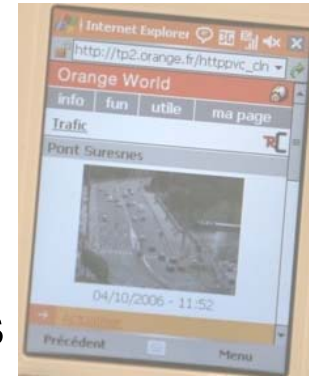 Internet Explorer 3G
http://tp2.orange.fr/httppvc_cln
Orange World
info fun utile ma page
Trafic
Pont Suresnes
04/10/2006 - 11:52
Précédent Menu
s